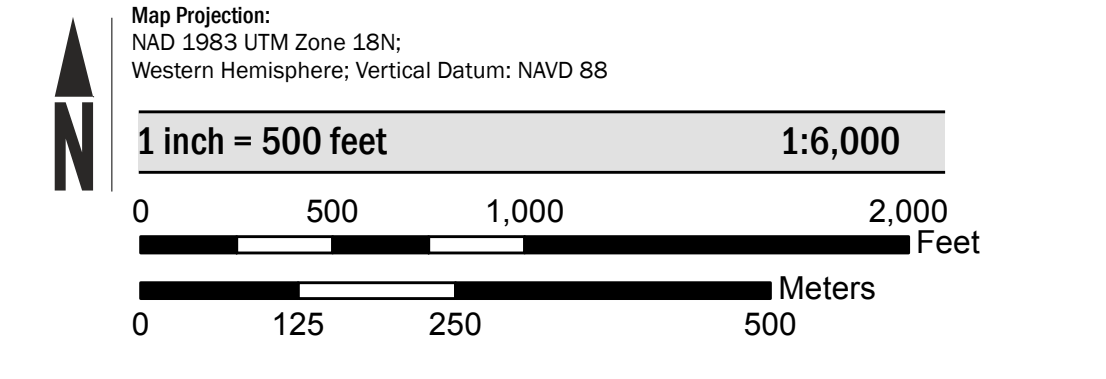 Map Projection:
NAD 1983 UTM Zone 18N;
Western Hemisphere; Vertical Datum: NAVD 88
N
1 inch = 500 feet 1:6,000
0 500 1,000 2,000
Feet
Meters
0 125 250 500